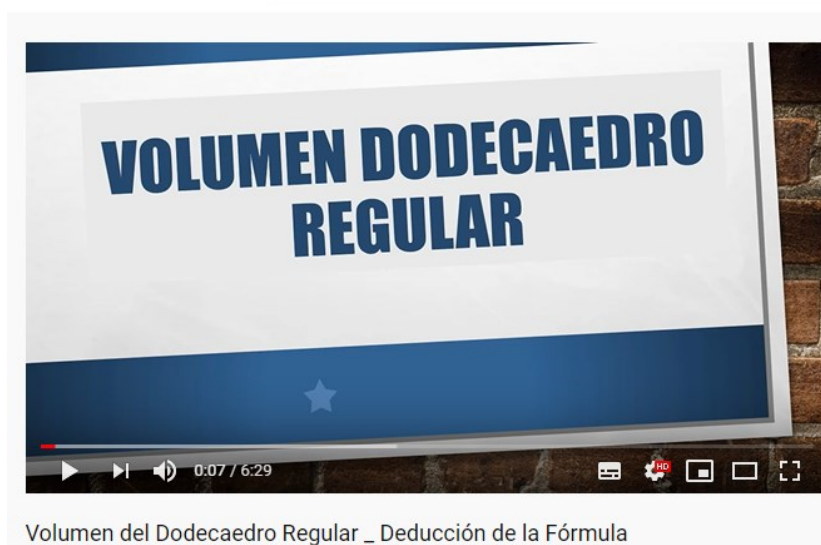 VOLUMEN DODECAEDRO
REGULAR
0:07 / 6:29
HD
Volumen del Dodecaedro Regular _ Deducción de la Fórmula